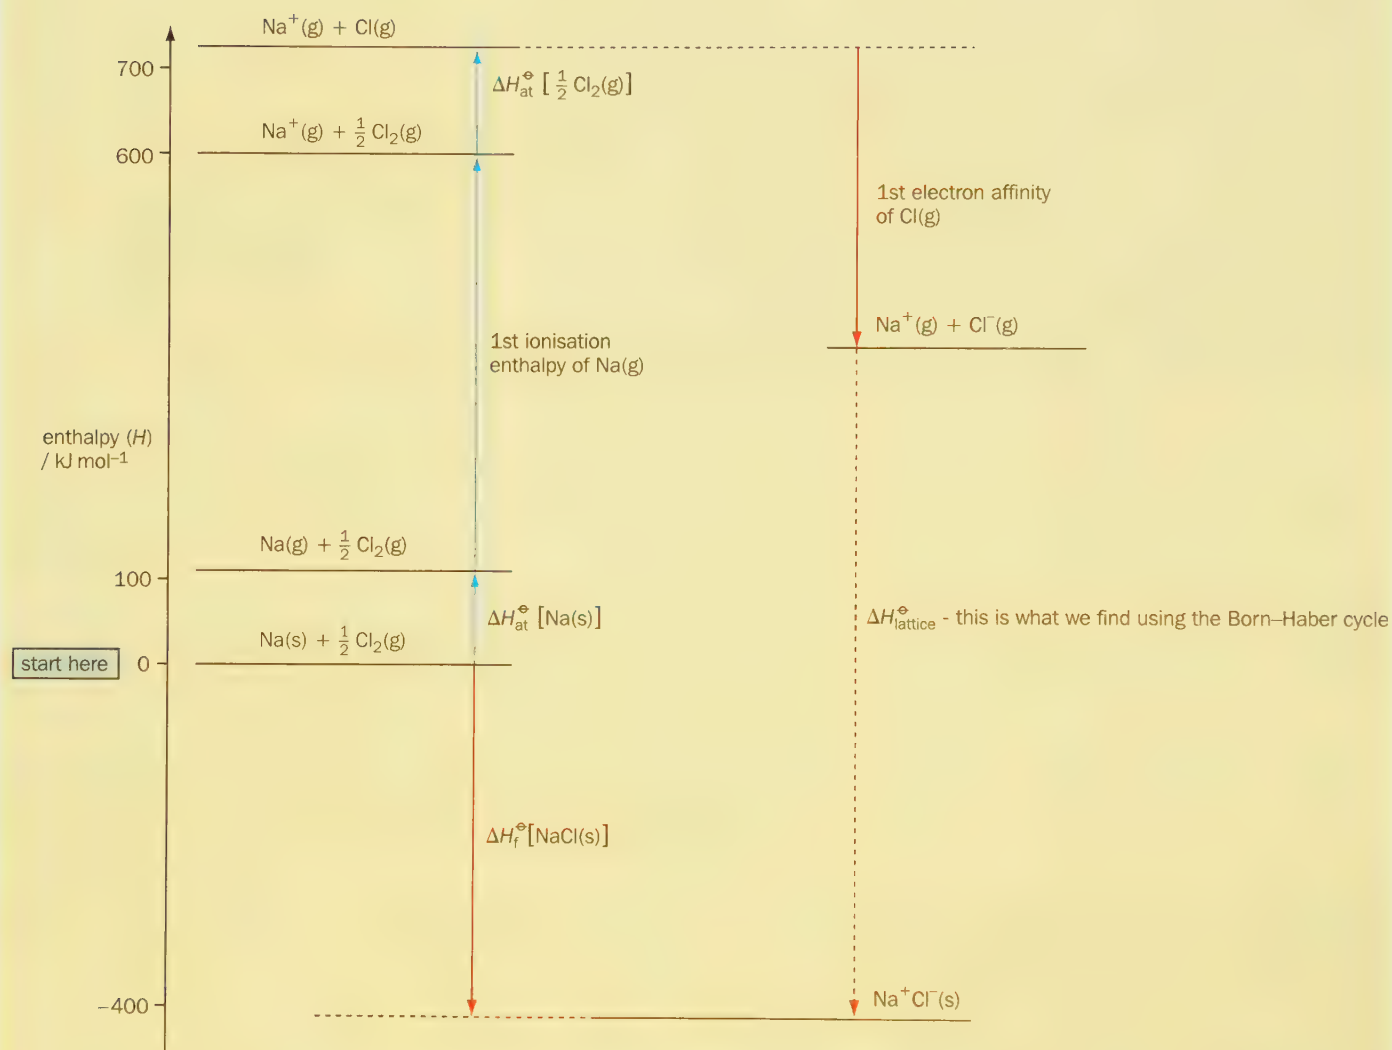 Na⁺(g) + Cl(g)
700
ΔH⦵at [ 1/2 Cl₂(g)]
Na⁺(g) + 1/2 Cl₂(g)
600
1st electron affinity
of Cl(g)
Na⁺(g) + Cl⁻(g)
1st ionisation
enthalpy of Na(g)
enthalpy (H)
/ kJ mol⁻¹
Na(g) + 1/2 Cl₂(g)
100
ΔH⦵at [Na(s)]
ΔH⦵lattice - this is what we find using the Born–Haber cycle
Na(s) + 1/2 Cl₂(g)
start here
0
ΔH⦵f [NaCl(s)]
Na⁺Cl⁻(s)
–400